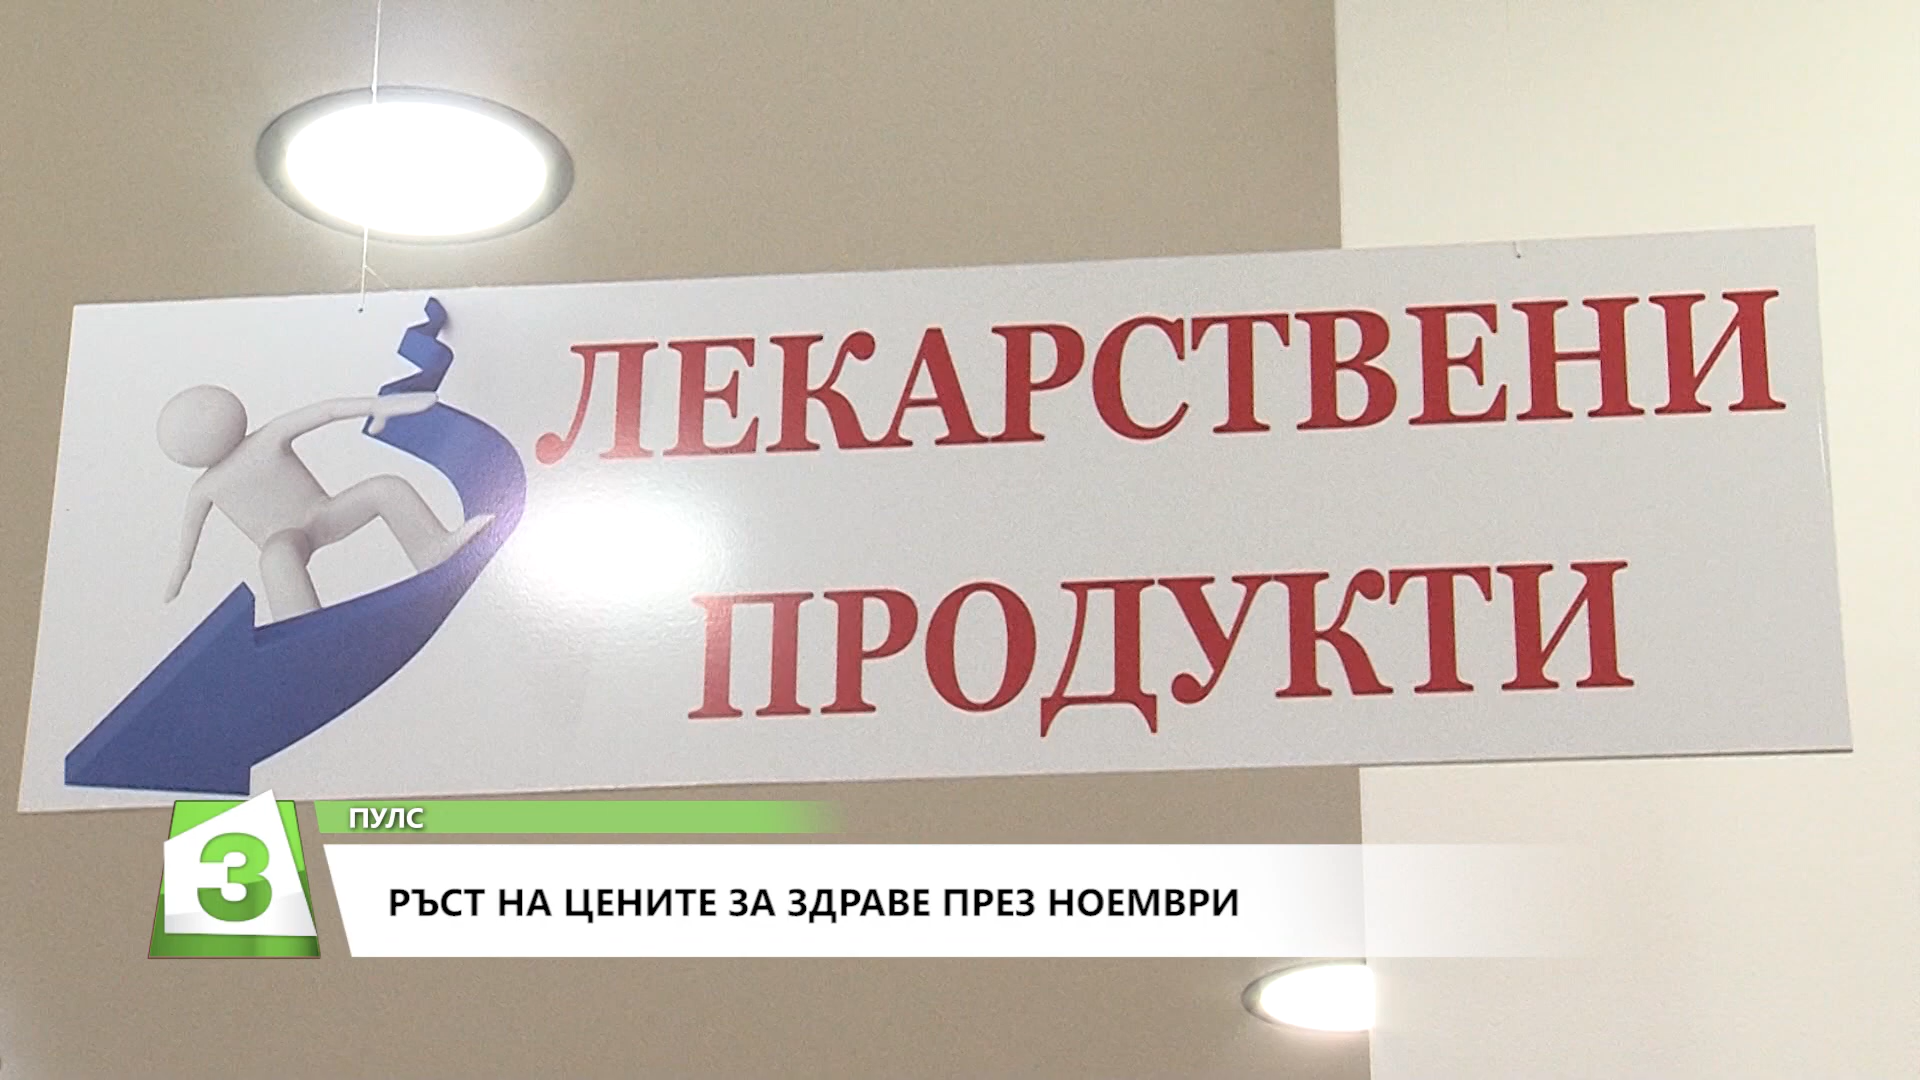 ЛЕКАРСТВЕНИ
ПРОДУКТИ
3
ПУЛС
РЪСТ НА ЦЕНИТЕ ЗА ЗДРАВЕ ПРЕЗ НОЕМВРИ